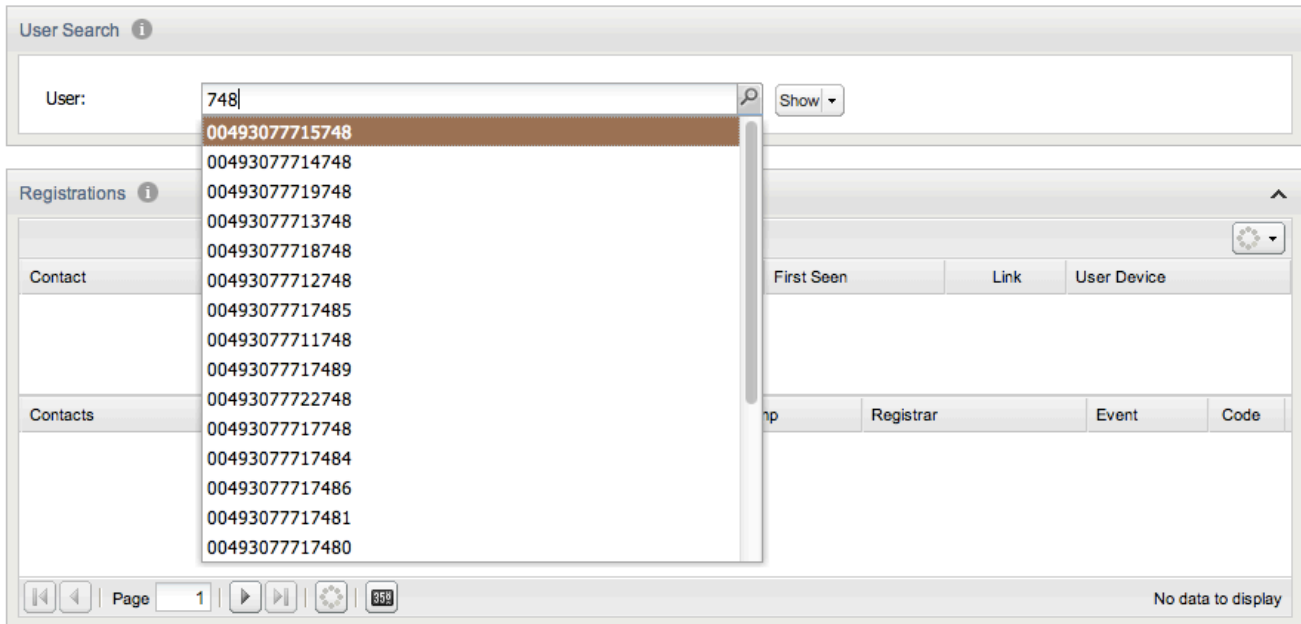 User Search
User:
748
Show
00493077715748
00493077714748
00493077719748
00493077713748
00493077718748
00493077712748
00493077717485
00493077711748
00493077717489
00493077722748
00493077717748
00493077717484
00493077717486
00493077717481
00493077717480
Registrations
Contact First Seen Link User Device
Contacts mp Registrar Event Code
Page 1 No data to display